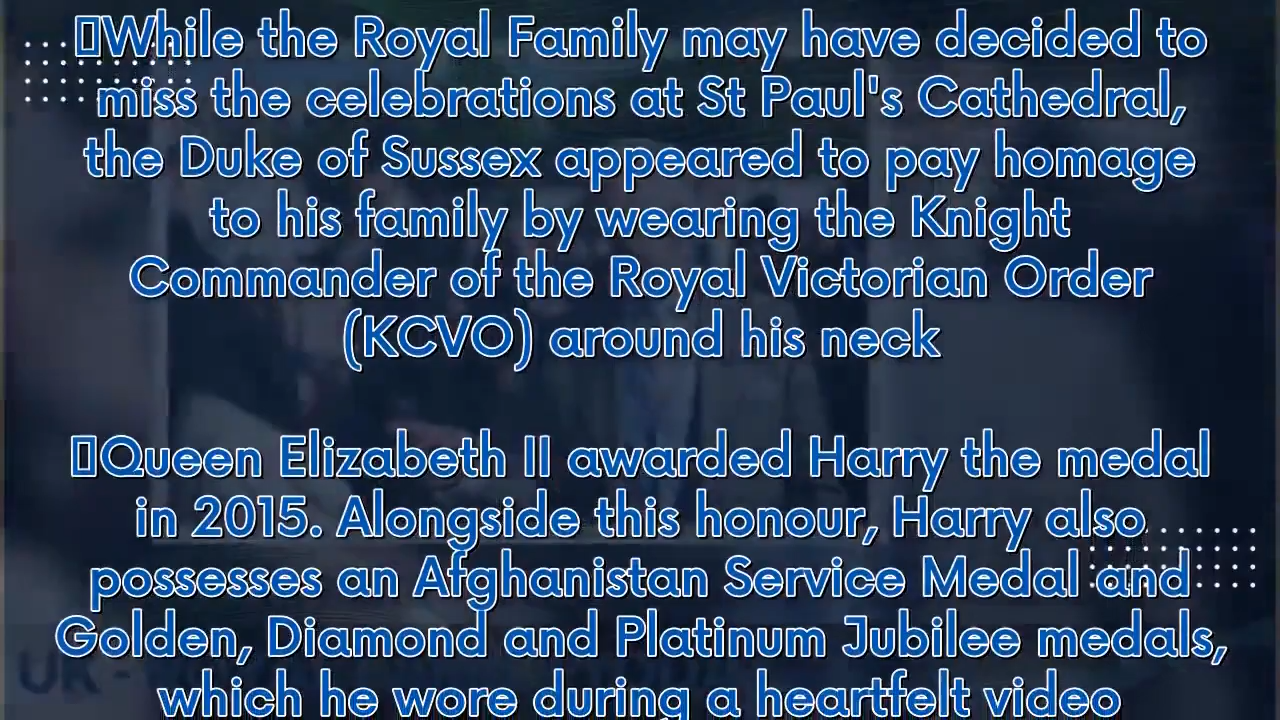 While the Royal Family may have decided to
miss the celebrations at St Paul's Cathedral,
the Duke of Sussex appeared to pay homage
to his family by wearing the Knight
Commander of the Royal Victorian Order
(KCVO) around his neck
Queen Elizabeth II awarded Harry the medal
in 2015. Alongside this honour, Harry also
possesses an Afghanistan Service Medal and
Golden, Diamond and Platinum Jubilee medals,
which he wore during a heartfelt video
UK -